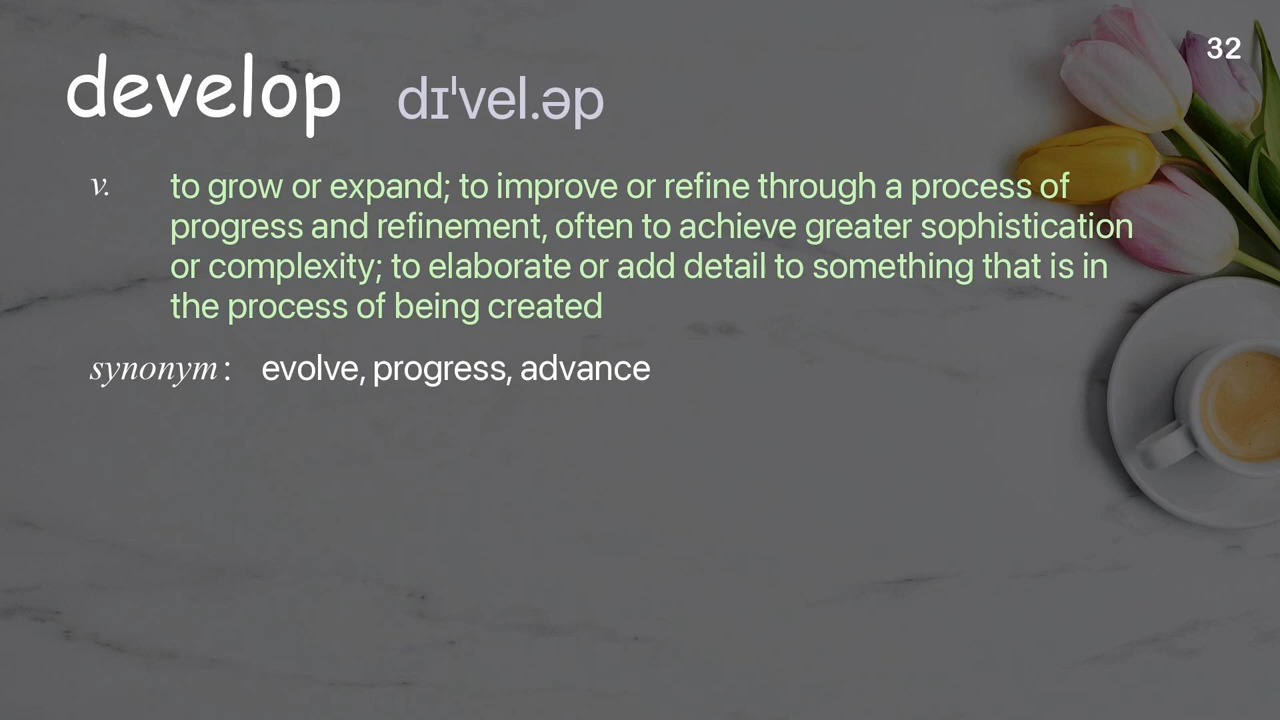 32
develop dɪˈvel.əp
v. to grow or expand; to improve or refine through a process of
progress and refinement, often to achieve greater sophistication
or complexity; to elaborate or add detail to something that is in
the process of being created
synonym: evolve, progress, advance